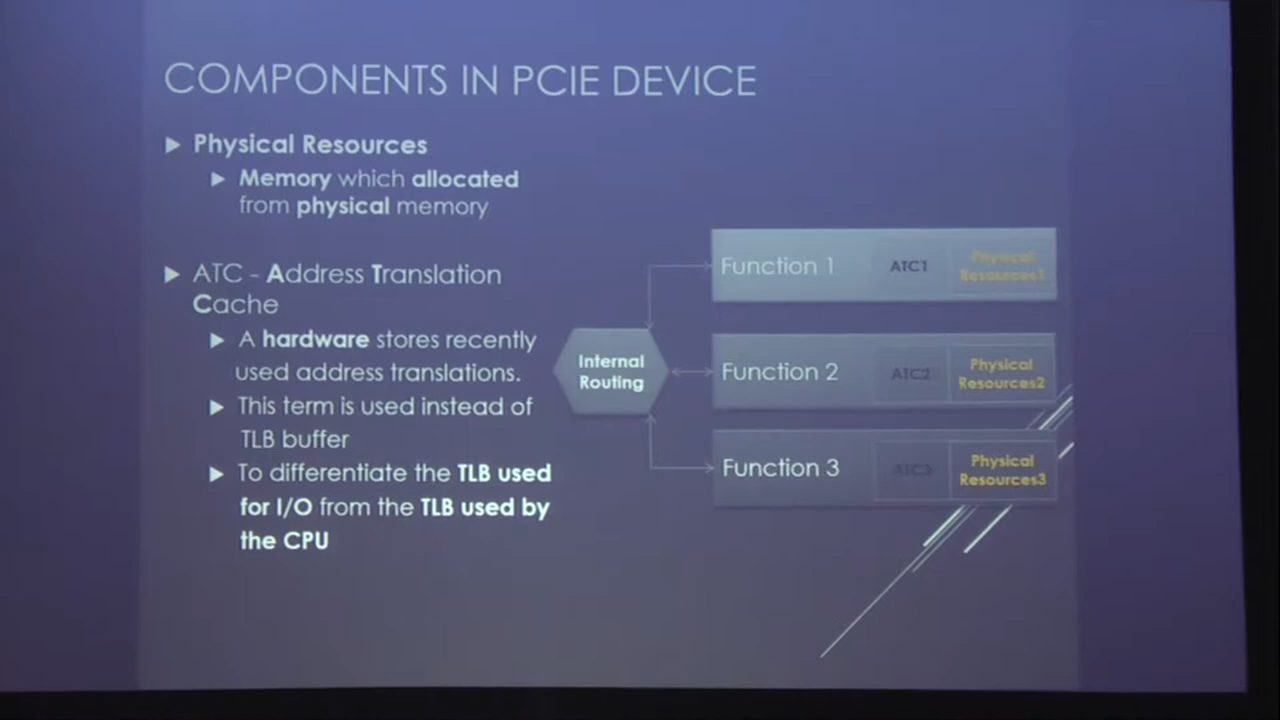 COMPONENTS IN PCIE DEVICE
▶ Physical Resources
▶ Memory which allocated
from physical memory
▶ ATC - Address Translation
Cache
▶ A hardware stores recently
used address translations.
▶ This term is used instead of
TLB buffer
▶ To differentiate the TLB used
for I/O from the TLB used by
the CPU
Internal
Routing
Function 1
ATC1
Physical
Resources1
Function 2
ATC2
Physical
Resources2
Function 3
ATC3
Physical
Resources3